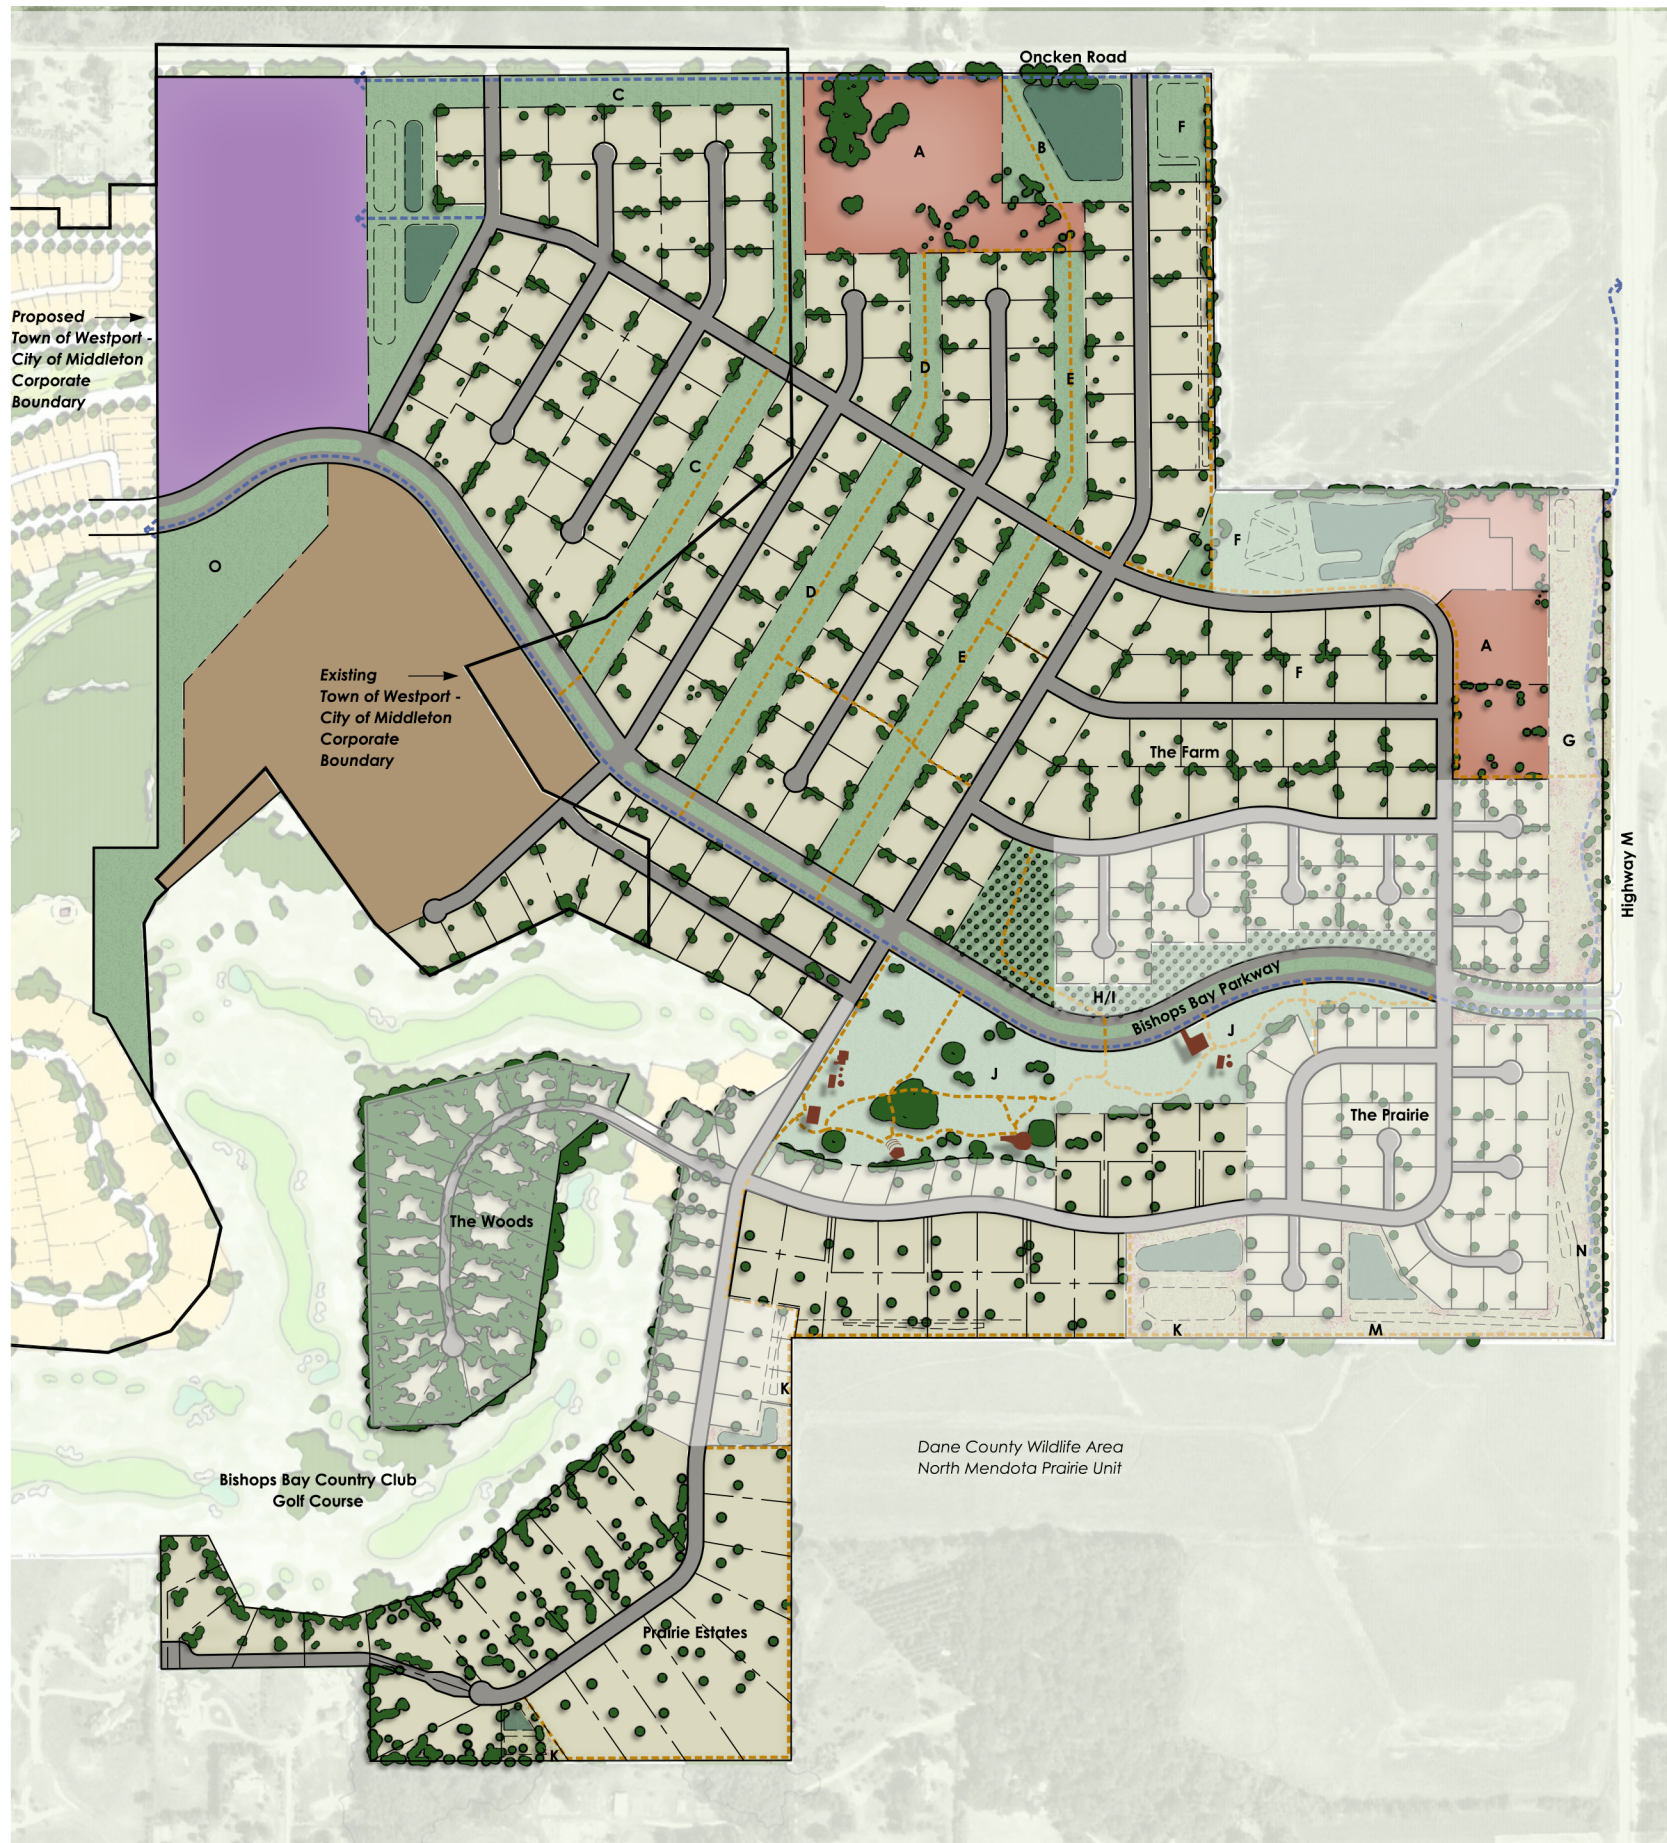 Oncken Road
C
F
A
B
Proposed
Town of Westport -
City of Middleton
Corporate
Boundary
D
E
C
F
O
D
A
E
F
Existing
Town of Westport -
City of Middleton
Corporate
Boundary
G
The Farm
Highway M
H/I
Bishops Bay Parkway
J
J
The Prairie
The Woods
N
K
M
K
Dane County Wildlife Area
North Mendota Prairie Unit
Bishops Bay Country Club
Golf Course
Prairie Estates
K